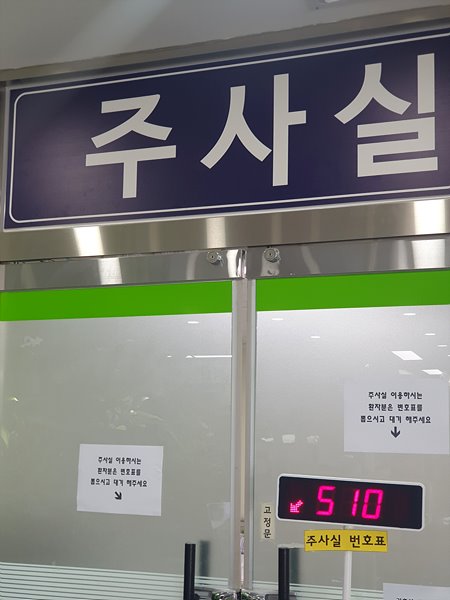 주사실
주사실 이용하시는
환자분은 번호표를
뽑으시고 대기 해주세요
↓
주사실 이용하시는
환자분은 번호표를
뽑으시고 대기 해주세요
↘
510
고정문
주사실 번호표